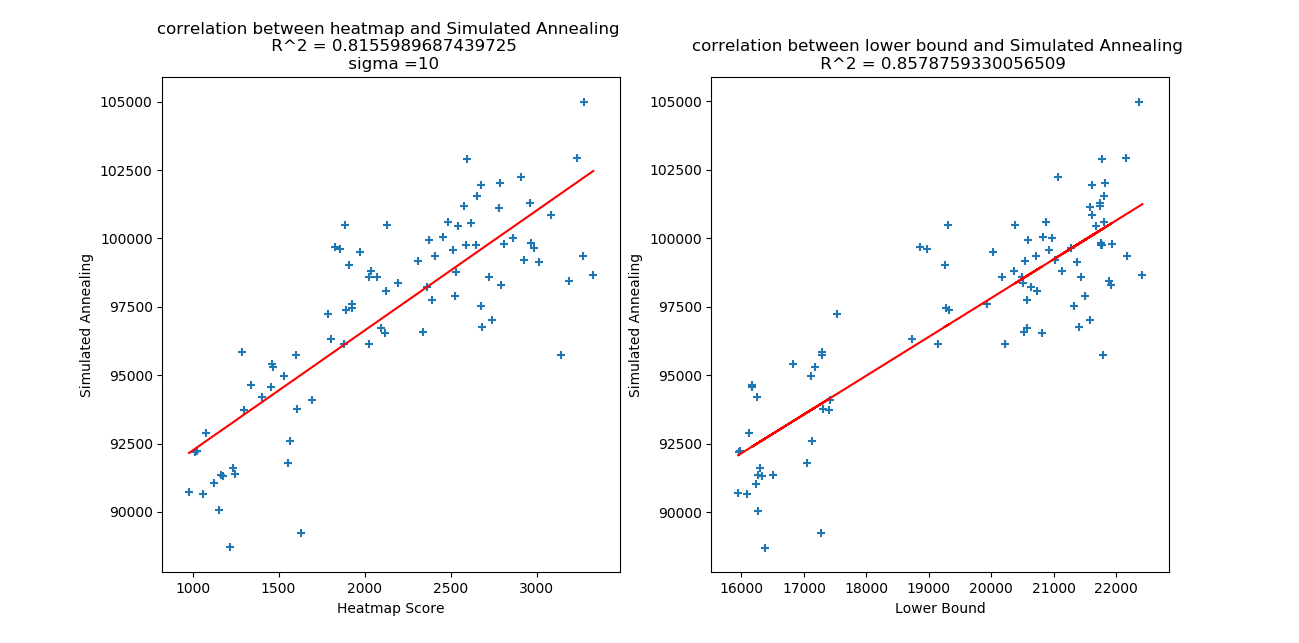 correlation between heatmap and Simulated Annealing
R^2 = 0.8155989687439725
sigma =10
105000
102500
100000
97500
95000
92500
90000
Simulated Annealing
1000 1500 2000 2500 3000
Heatmap Score
correlation between lower bound and Simulated Annealing
R^2 = 0.8578759330056509
105000
102500
100000
97500
95000
92500
90000
Simulated Annealing
16000 17000 18000 19000 20000 21000 22000
Lower Bound